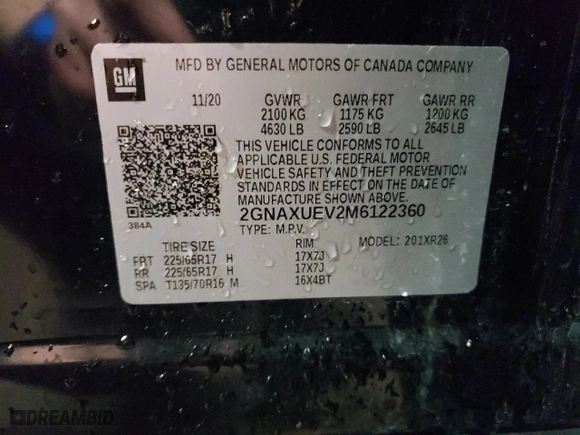 GM
MFD BY GENERAL MOTORS OF CANADA COMPANY
11/20 GVWR GAWR FRT GAWR RR
2100 KG 1175 KG 1200 KG
4630 LB 2590 LB 2645 LB
THIS VEHICLE CONFORMS TO ALL
APPLICABLE U.S. FEDERAL MOTOR
VEHICLE SAFETY AND THEFT PREVENTION
STANDARDS IN EFFECT ON THE DATE OF
MANUFACTURE SHOWN ABOVE.
384A
2GNAXUEV2M6122360
TYPE: M.P.V. MODEL: 201XR26
TIRE SIZE RIM
FRT 225/65R17 H 17X7J
RR 225/65R17 H 17X7J
SPA T135/70R16 M 16X4BT
DREAMBID